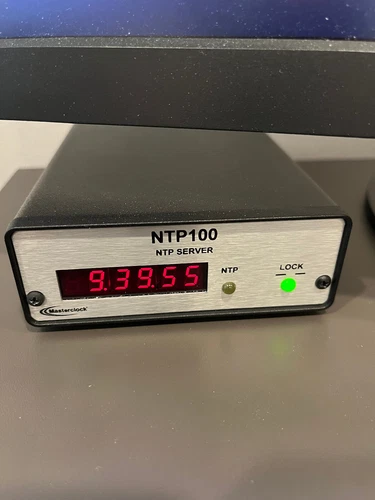 NTP100
NTP SERVER
9.39.55
NTP
LOCK
Masterclock®